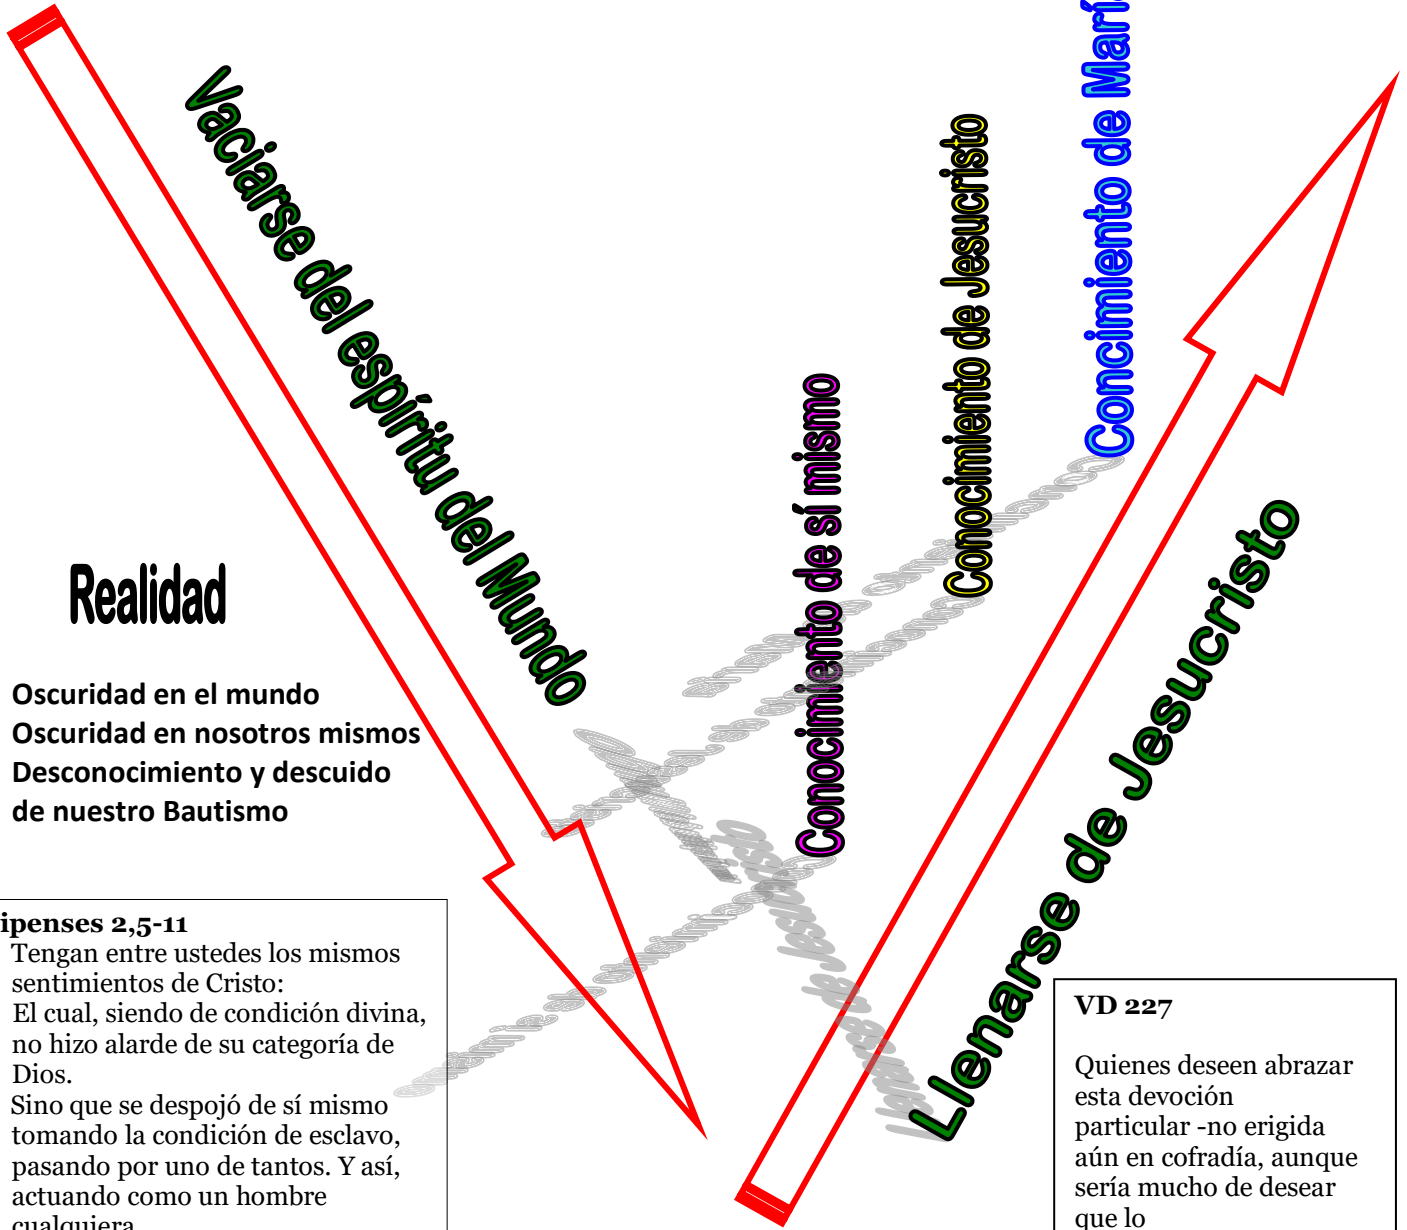 Vaciarse del espíritu del Mundo
Conocimiento de sí mismo
Conocimiento de Jesucristo
Concimiento de María
Llenarse de Jesucristo
Realidad
Oscuridad en el mundo
Oscuridad en nosotros mismos
Desconocimiento y descuido
de nuestro Bautismo
ipenses 2,5-11
Tengan entre ustedes los mismos
sentimientos de Cristo:
El cual, siendo de condición divina,
no hizo alarde de su categoría de
Dios.
Sino que se despojó de sí mismo
tomando la condición de esclavo,
pasando por uno de tantos. Y así,
actuando como un hombre
cualquiera
VD 227
Quienes deseen abrazar
esta devoción
particular -no erigida
aún en cofradía, aunque
sería mucho de desear
que lo